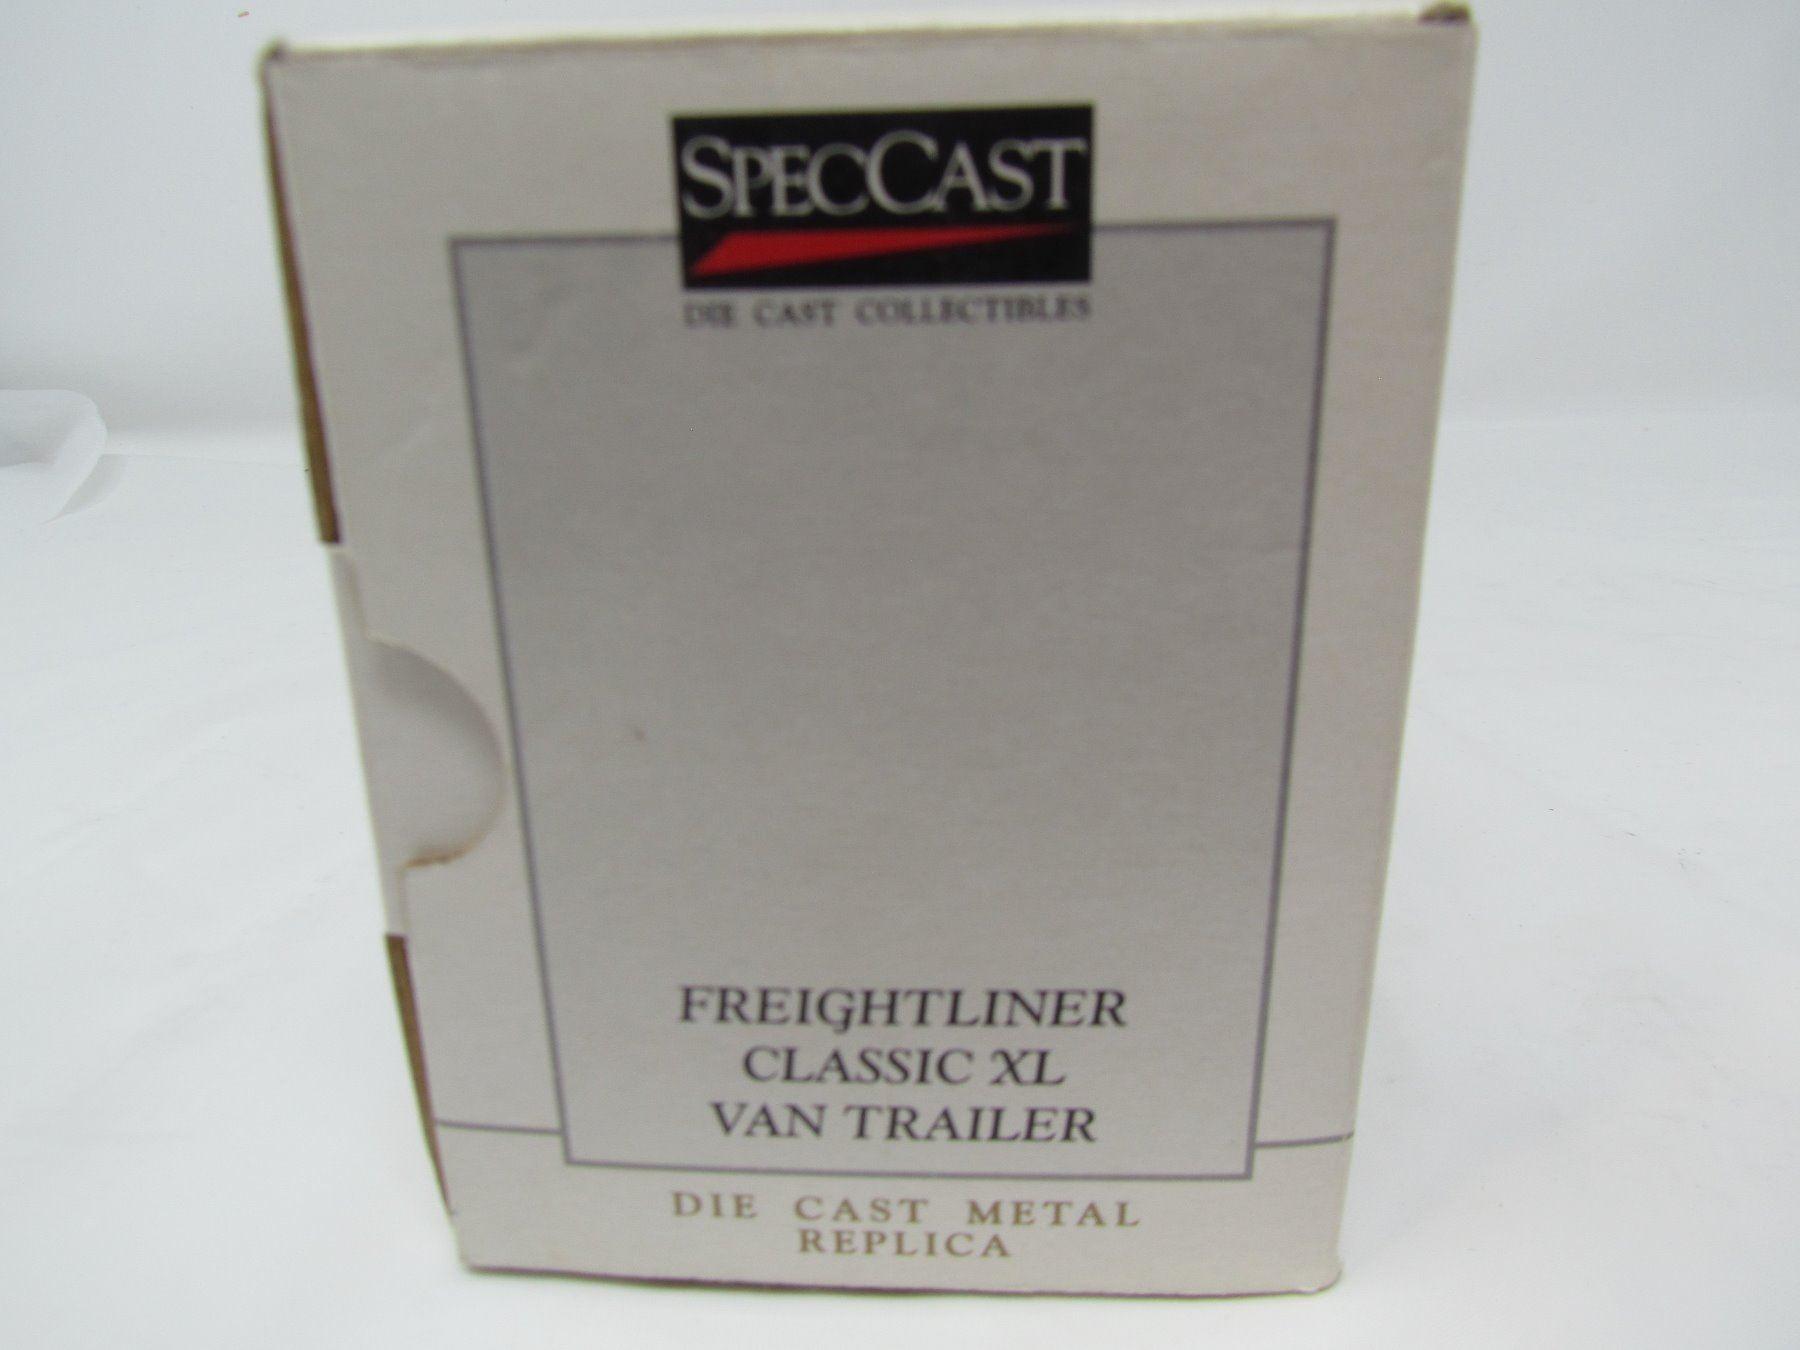 SPECCAST
DIE CAST COLLECTIBLES
FREIGHTLINER
CLASSIC XL
VAN TRAILER
DIE CAST METAL
REPLICA